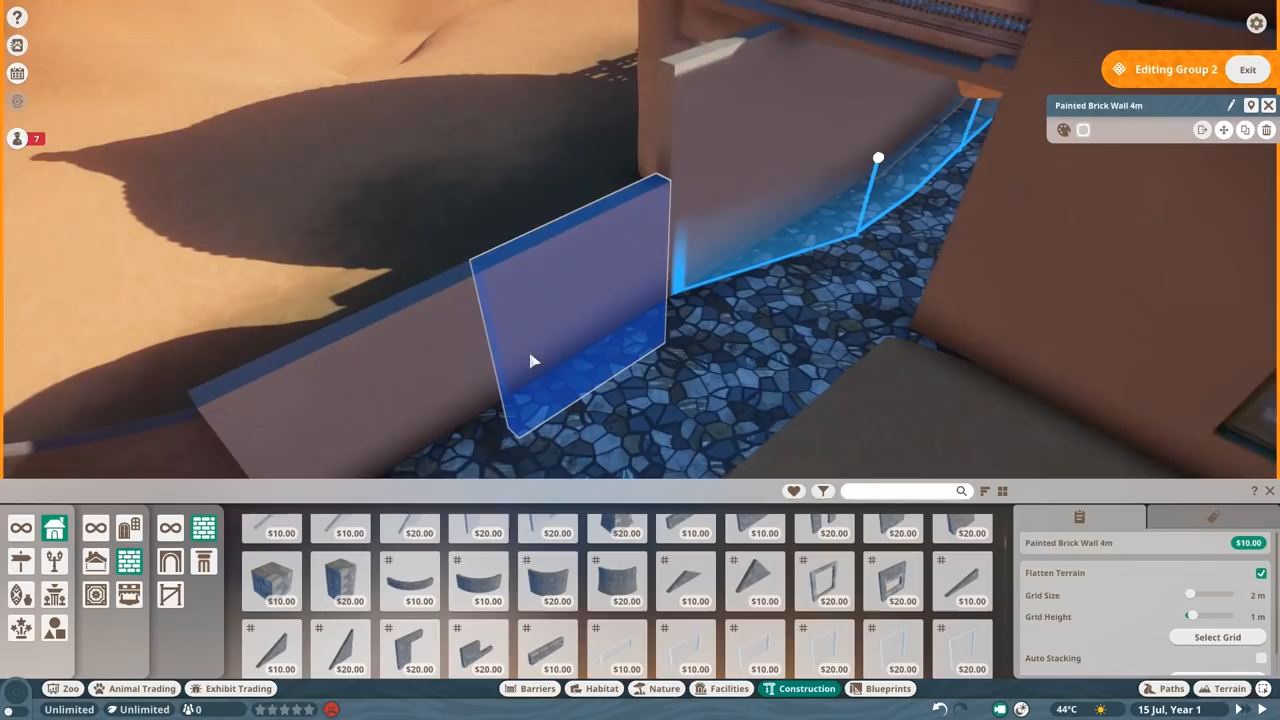 ?
Editing Group 2
Exit
Painted Brick Wall 4m
7
? ×
$10.00 $20.00 $20.00 $20.00 $20.00 $20.00 $10.00 $10.00 $20.00 $20.00 $20.00
$10.00 $20.00 $10.00 $10.00 $20.00 $20.00 $10.00 $20.00 $20.00 $20.00 $10.00
$10.00 $20.00 $20.00 $20.00 $10.00 $10.00 $10.00 $10.00 $20.00 $20.00 $20.00
Painted Brick Wall 4m $10.00
Flatten Terrain
Grid Size 2 m
Grid Height 1 m
Select Grid
Auto Stacking
Zoo Animal Trading Exhibit Trading Barriers Habitat Nature Facilities Construction Blueprints Paths Terrain
Unlimited Unlimited 0 44°C 15 Jul, Year 1